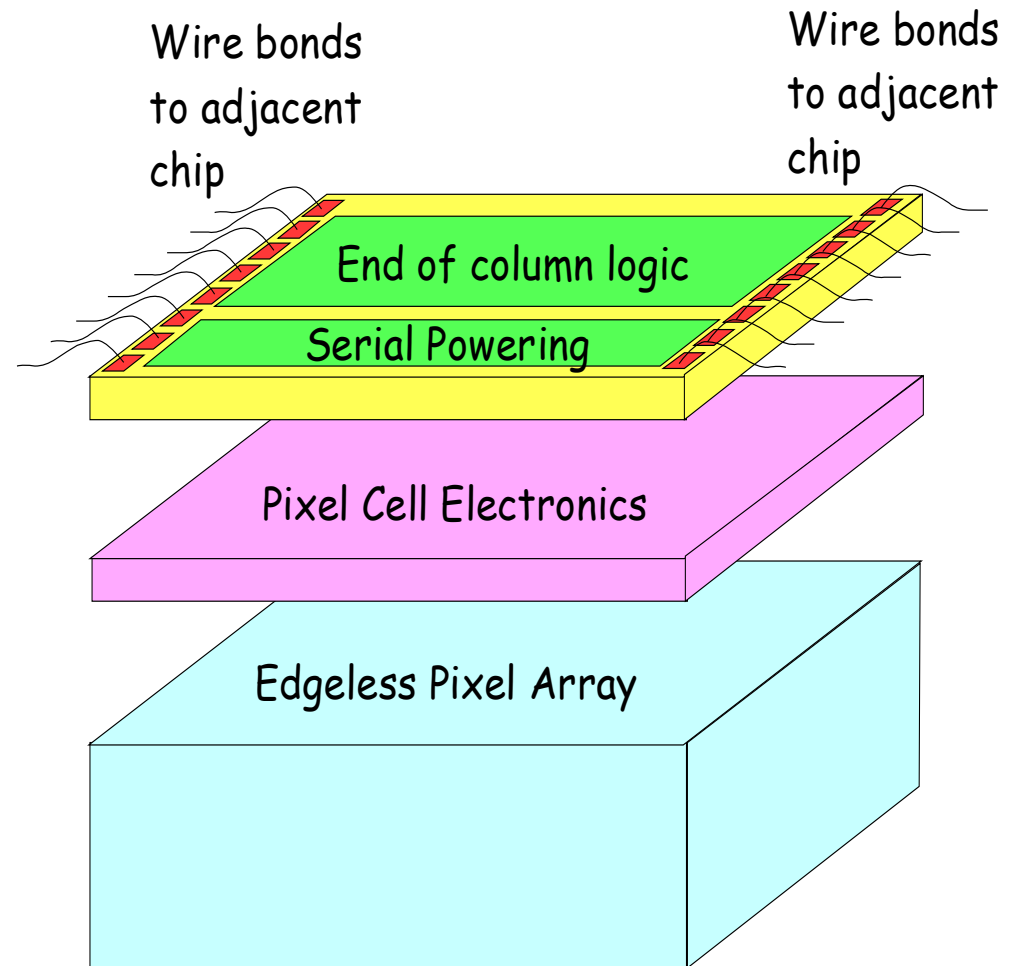 Wire bonds
to adjacent
chip
Wire bonds
to adjacent
chip
End of column logic
Serial Powering
Pixel Cell Electronics
Edgeless Pixel Array